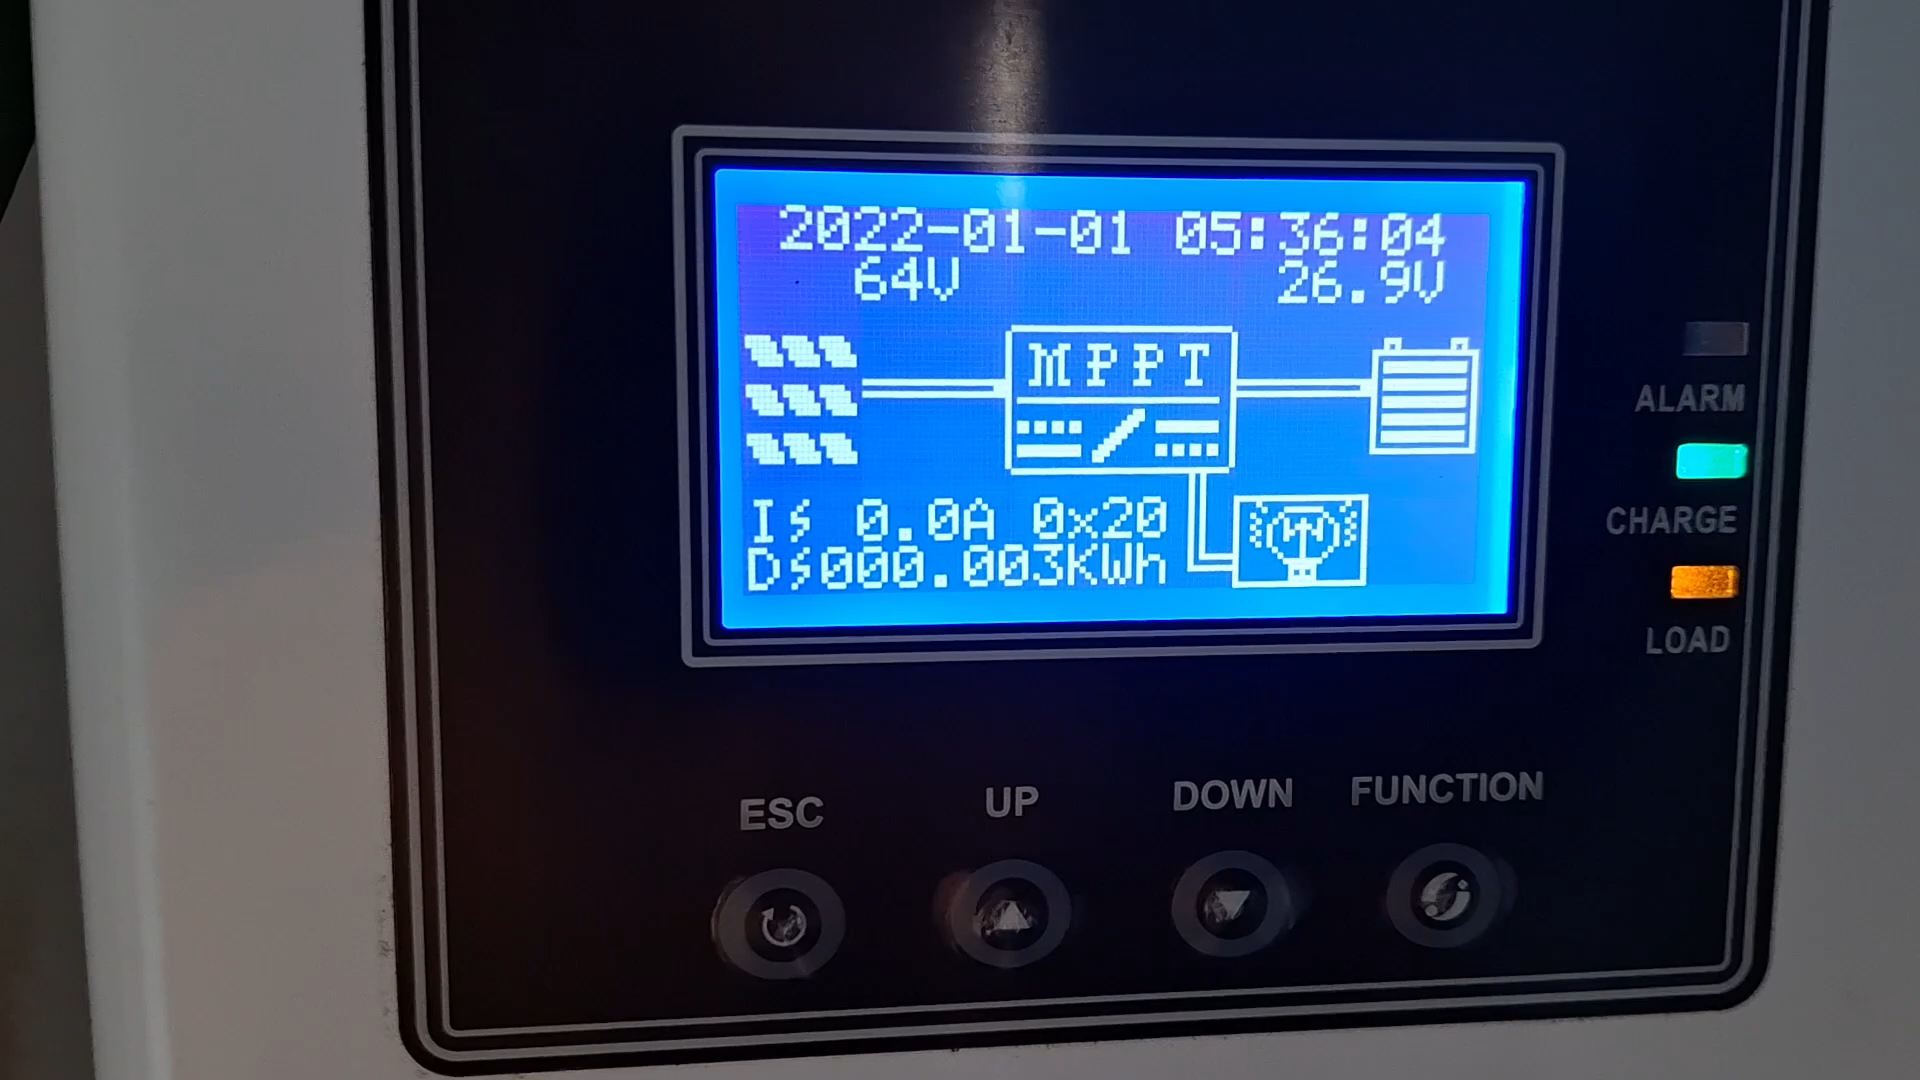 2022-01-01 05:36:04
64V 26.9V
MPPT
I 0.0A 0x20
D 000.003KWh
ALARM
CHARGE
LOAD
ESC UP DOWN FUNCTION